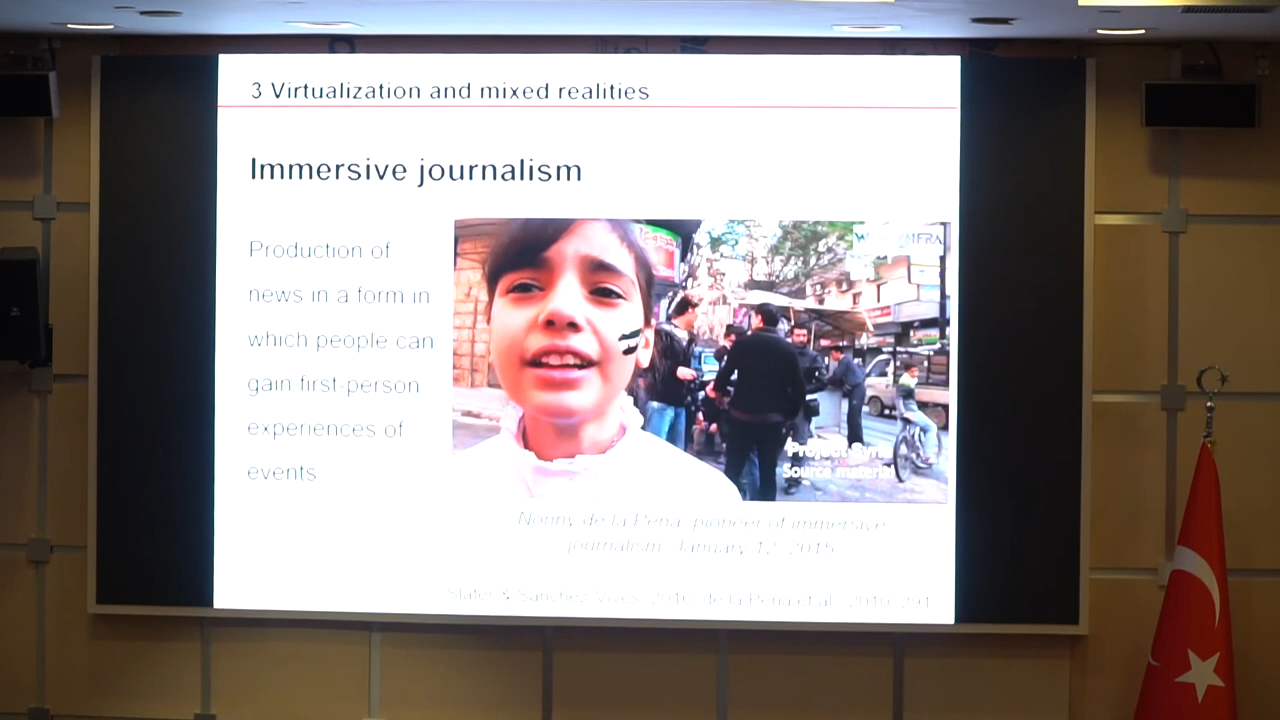 3 Virtualization and mixed realities
Immersive journalism
Production of
news in a form in
which people can
gain first-person
experiences of
events
Project Syria
Source material
Nonny de la Pena, pioneer of immersive
journalism, January 12, 2015
Slater & Sanchez-Vives, 2016; de la Pena et al., 2010, 291